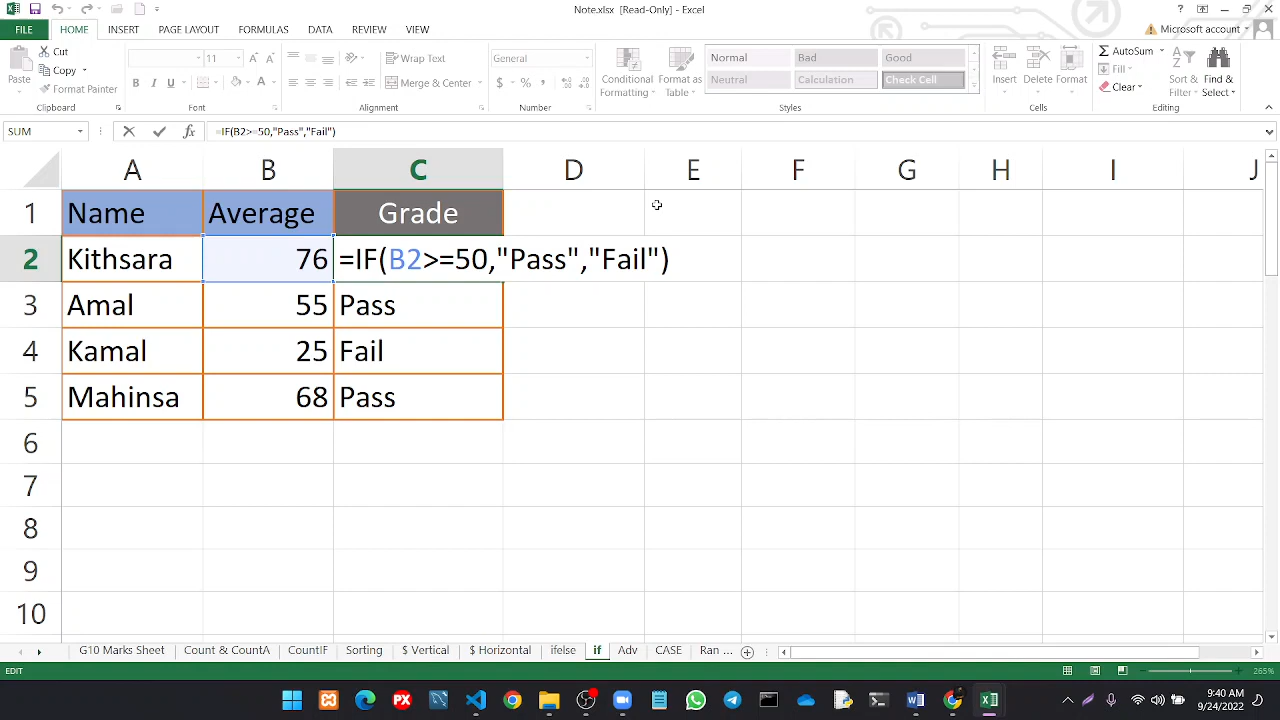 Note.xlsx [Read-Only] - Excel
FILE HOME INSERT PAGE LAYOUT FORMULAS DATA REVIEW VIEW Microsoft account
Paste Cut Copy Format Painter
Clipboard
11 A A
B I U A
Font
Wrap Text
Merge & Center
Alignment
General
$ % ,
Number
Conditional Formatting Format as Table
Normal Bad Good
Neutral Calculation Check Cell
Styles
Insert Delete Format
Cells
AutoSum
Fill
Clear
Sort & Filter Find & Select
Editing
SUM fx =IF(B2>=50,"Pass","Fail")
A B C D E F G H I J
1 Name Average Grade
2 Kithsara 76 =IF(B2>=50,"Pass","Fail")
3 Amal 55 Pass
4 Kamal 25 Fail
5 Mahinsa 68 Pass
6
7
8
9
10
G10 Marks Sheet Count & CountA CountIF Sorting $ Vertical $ Horizontal ifelse if Adv CASE Ran ...
EDIT 265%
9:40 AM
9/24/2022